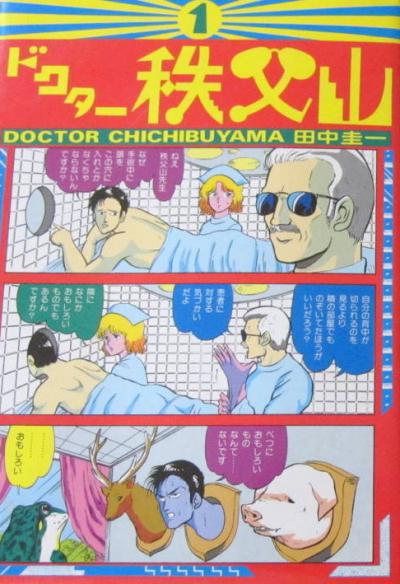 1
ドクター秩父山
DOCTOR CHICHIBUYAMA 田中圭一
ねえ
秩父山先生
なぜ
手術中に
頭を
この穴に
入れとか
なくちゃ
ならないん
ですか？
自分の背中が
切られるのを
見るより
隣の部屋でも
のぞいてたほうが
いいだろう？
患者に
対する
気づかい
だよ
隣に
なにか
おもしろい
ものでも
あるん
ですか？
べつに
おもしろい
もの
なんて……
ないです
…………
…………
おもしろい